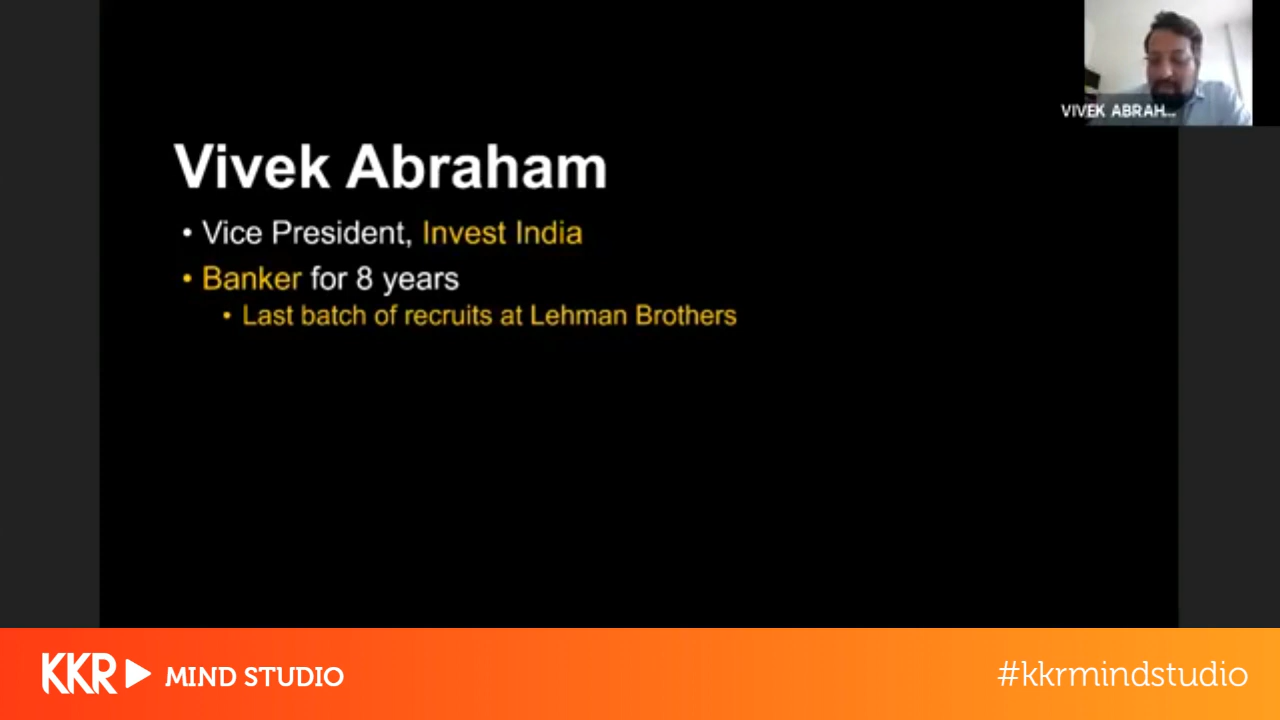 VIVEK ABRAH...
Vivek Abraham
• Vice President, Invest India
• Banker for 8 years
• Last batch of recruits at Lehman Brothers
KKR MIND STUDIO
#kkrmindstudio